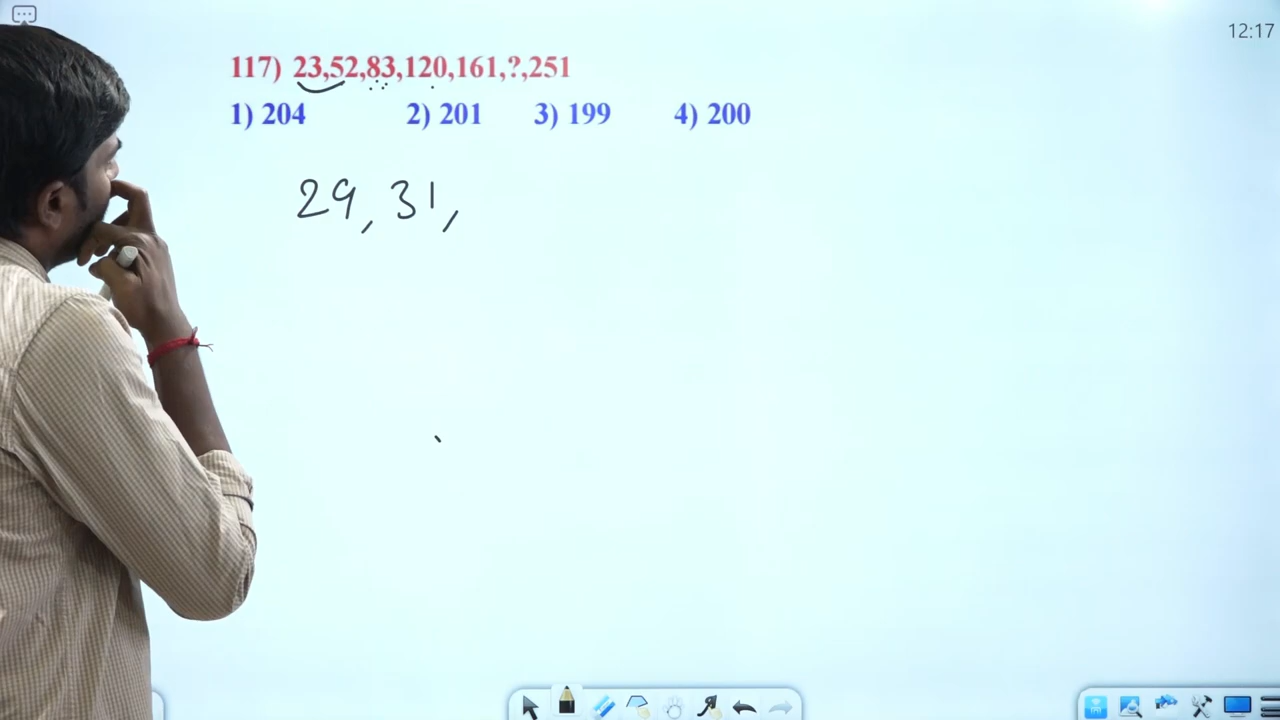 12:17
117) 23,52,83,120,161,?,251
1) 204 2) 201 3) 199 4) 200
29, 31,